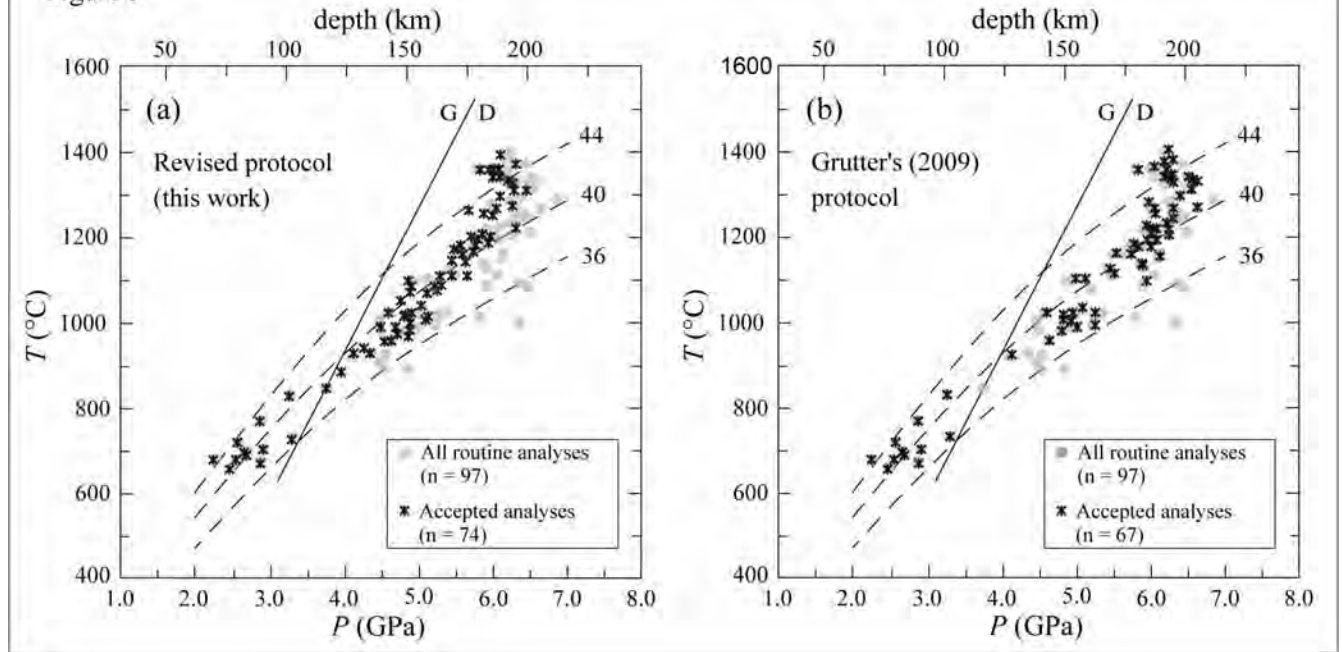 depth (km)
50 100 150 200
1600
1400
1200
1000
800
600
400
T (°C)
(a)
G D
Revised protocol
(this work)
44
40
36
All routine analyses
(n = 97)
Accepted analyses
(n = 74)
1.0 2.0 3.0 4.0 5.0 6.0 7.0 8.0
P (GPa)
depth (km)
50 100 150 200
1600
1400
1200
1000
800
600
400
T (°C)
(b)
G D
Grutter's (2009)
protocol
44
40
36
All routine analyses
(n = 97)
Accepted analyses
(n = 67)
1.0 2.0 3.0 4.0 5.0 6.0 7.0 8.0
P (GPa)